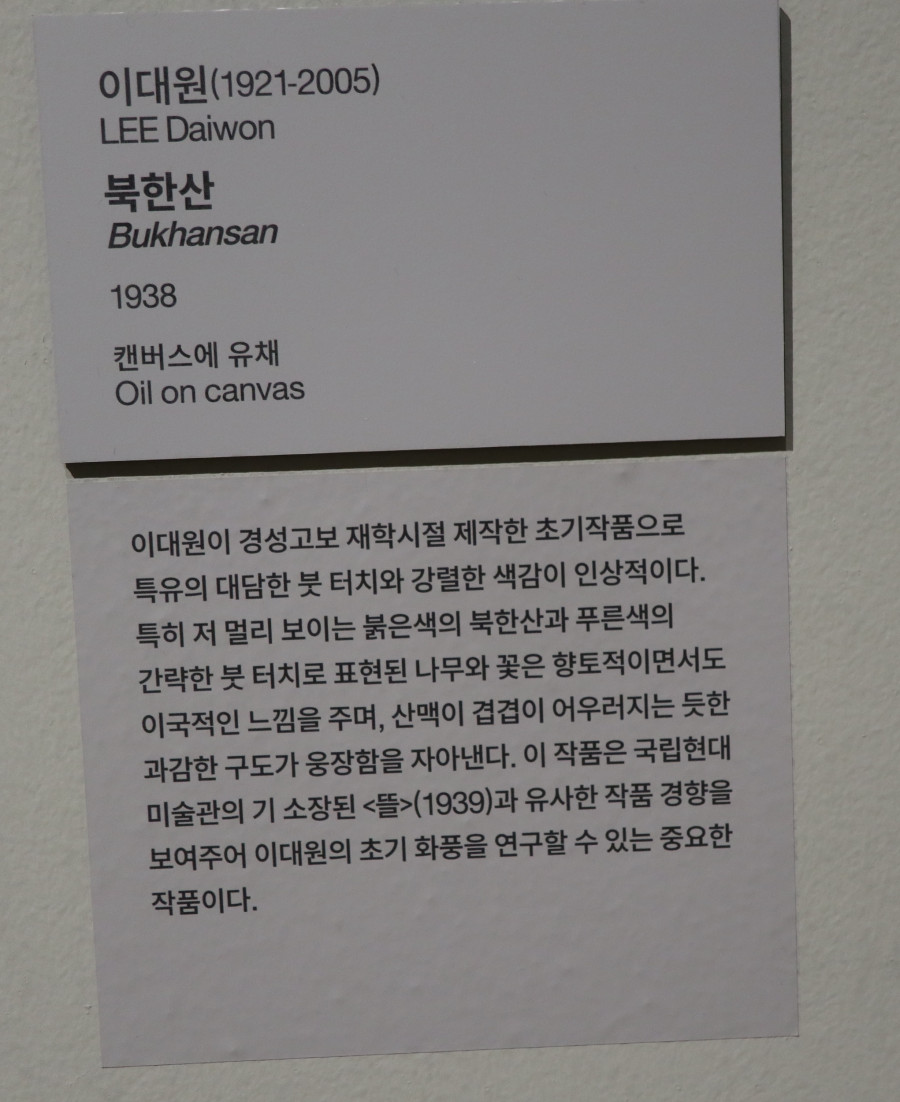 이대원(1921-2005)
LEE Daiwon
북한산
Bukhansan
1938
캔버스에 유채
Oil on canvas
이대원이 경성고보 재학시절 제작한 초기작품으로
특유의 대담한 붓 터치와 강렬한 색감이 인상적이다.
특히 저 멀리 보이는 붉은색의 북한산과 푸른색의
간략한 붓 터치로 표현된 나무와 꽃은 향토적이면서도
이국적인 느낌을 주며, 산맥이 겹겹이 어우러지는 듯한
과감한 구도가 웅장함을 자아낸다. 이 작품은 국립현대
미술관의 기 소장된 <뜰>(1939)과 유사한 작품 경향을
보여주어 이대원의 초기 화풍을 연구할 수 있는 중요한
작품이다.